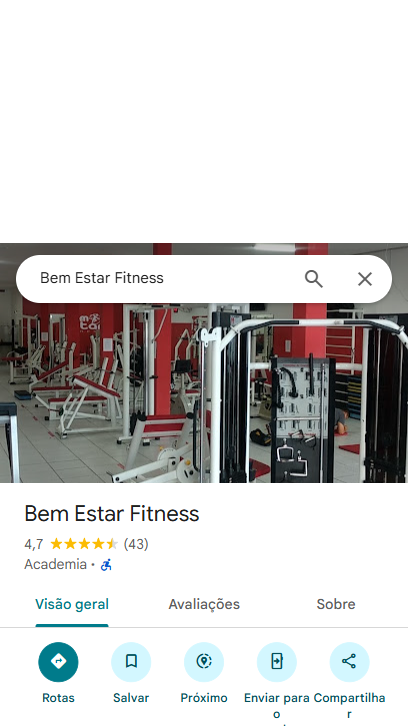 Bem Estar Fitness
Bem Estar Fitness
4,7 (43)
Academia •
Visão geral Avaliações Sobre
Rotas Salvar Próximo Enviar para o Compartilhar